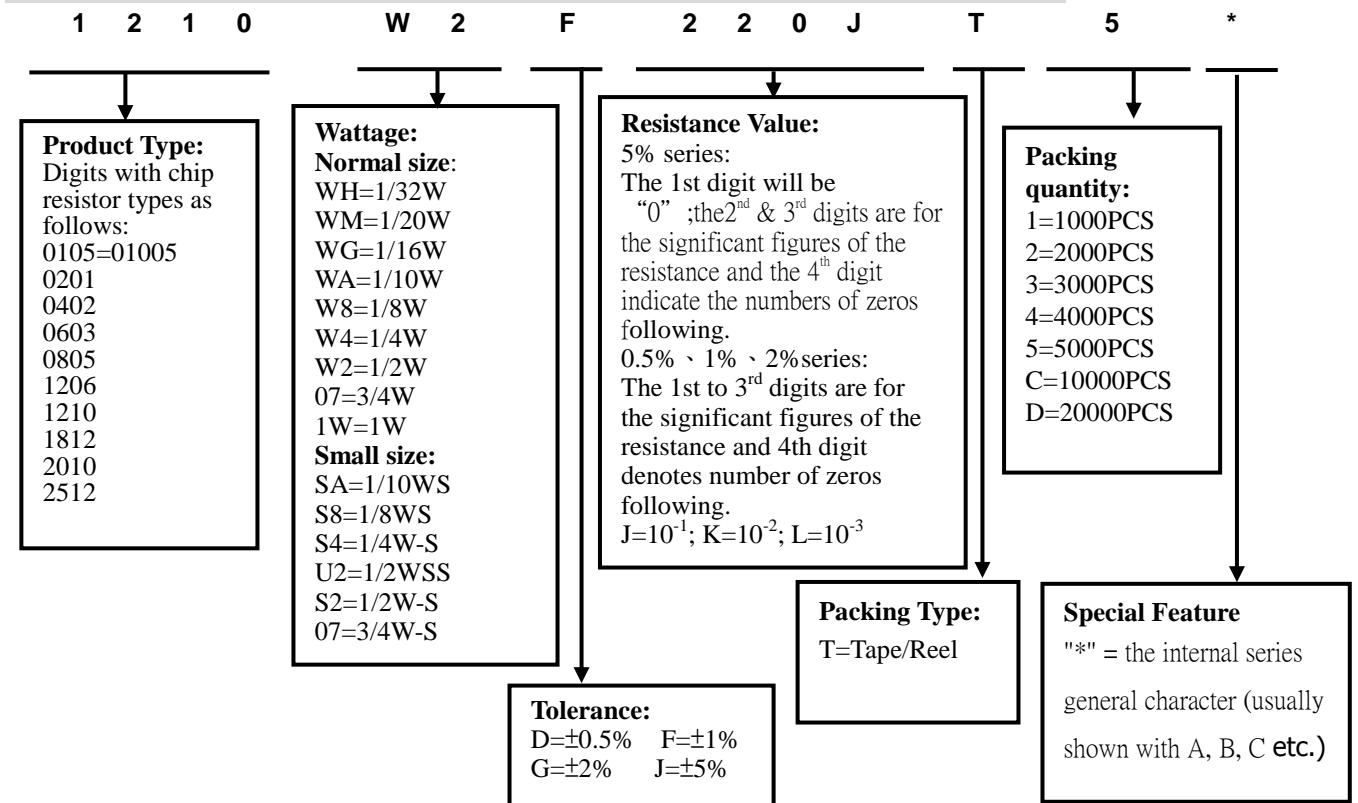 1 2 1 0 W 2 F 2 2 0 J T 5 *
Product Type:
Digits with chip
resistor types as
follows:
0105=01005
0201
0402
0603
0805
1206
1210
1812
2010
2512
Wattage:
Normal size:
WH=1/32W
WM=1/20W
WG=1/16W
WA=1/10W
W8=1/8W
W4=1/4W
W2=1/2W
07=3/4W
1W=1W
Small size:
SA=1/10WS
S8=1/8WS
S4=1/4W-S
U2=1/2WSS
S2=1/2W-S
07=3/4W-S
Resistance Value:
5% series:
The 1st digit will be
“0” ;the2nd & 3rd digits are for
the significant figures of the
resistance and the 4th digit
indicate the numbers of zeros
following.
0.5%、1%、2%series:
The 1st to 3rd digits are for
the significant figures of the
resistance and 4th digit
denotes number of zeros
following.
J=10-1; K=10-2; L=10-3
Packing
quantity:
1=1000PCS
2=2000PCS
3=3000PCS
4=4000PCS
5=5000PCS
C=10000PCS
D=20000PCS
Tolerance:
D=±0.5% F=±1%
G=±2% J=±5%
Packing Type:
T=Tape/Reel
Special Feature
"*" = the internal series
general character (usually
shown with A, B, C etc.)